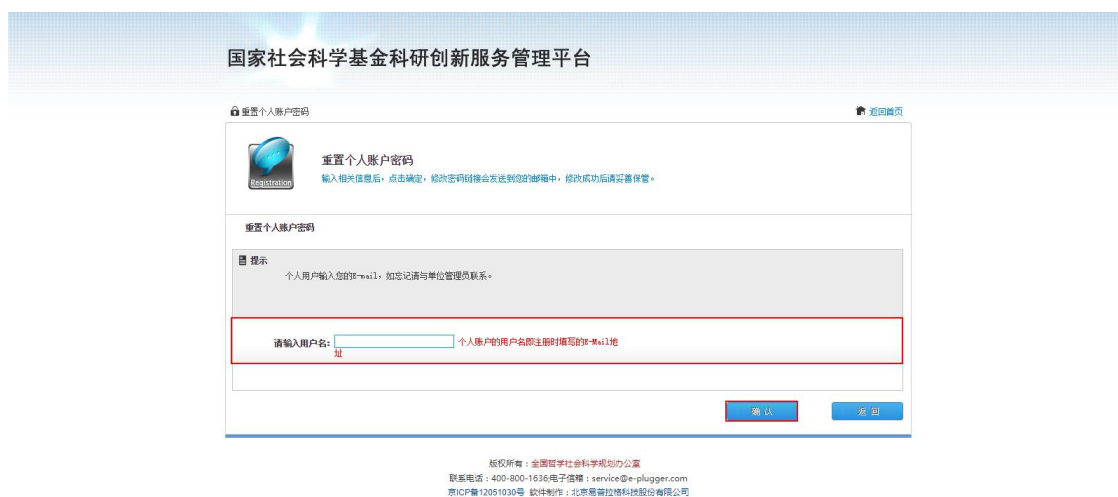 国家社会科学基金科研创新服务管理平台
重置个人账户密码
返回首页
Registration
重置个人账户密码
输入相关信息后，点击确定，修改密码链接会发送到您的邮箱中，修改成功后请妥善保管。
重置个人账户密码
提示
个人用户输入您的E-mail，如忘记请与单位管理员联系。
请输入用户名: 个人账户的用户名即注册时填写的E-Mail地
址
确认 返回
版权所有：全国哲学社会科学规划办公室
联系电话：400-800-1636;电子信箱：service@e-plugger.com
京ICP备12051030号 软件制作：北京易普拉格科技股份有限公司